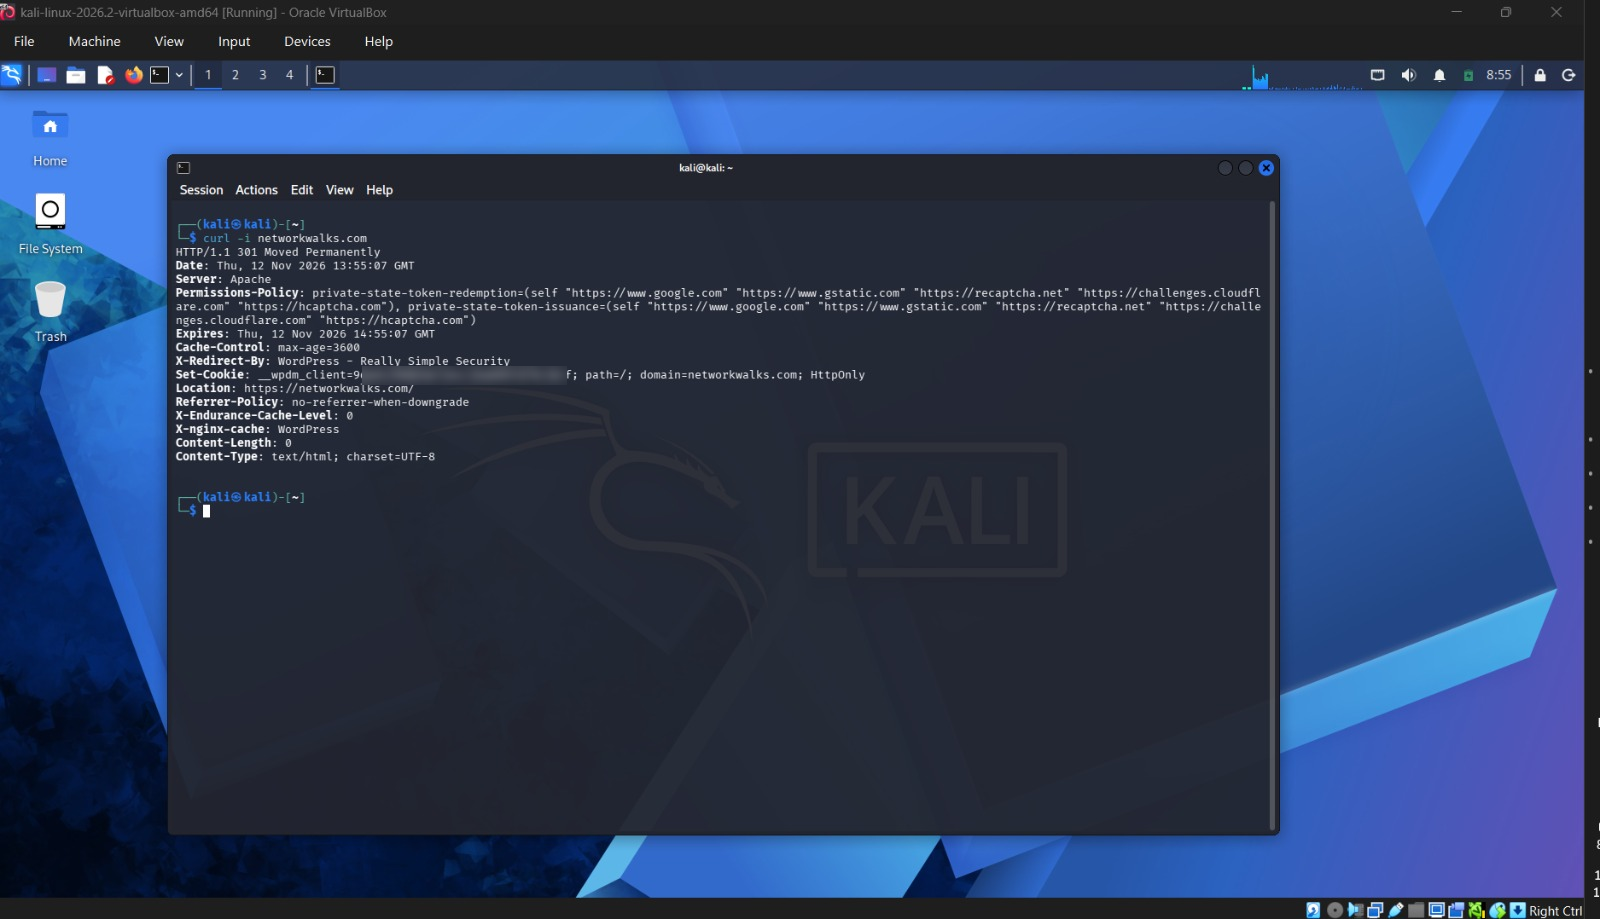 kali-linux-2026.2-virtualbox-amd64 [Running] - Oracle VirtualBox
File Machine View Input Devices Help
1 2 3 4
8:55
Home
File System
Trash
kali@kali: ~
Session Actions Edit View Help
┌──(kali㉿kali)-[~]
└─$ curl -i networkwalks.com
HTTP/1.1 301 Moved Permanently
Date: Thu, 12 Nov 2026 13:55:07 GMT
Server: Apache
Permissions-Policy: private-state-token-redemption=(self "https://www.google.com" "https://www.gstatic.com" "https://recaptcha.net" "https://challenges.cloudfl
are.com" "https://hcaptcha.com"), private-state-token-issuance=(self "https://www.google.com" "https://www.gstatic.com" "https://recaptcha.net" "https://challe
nges.cloudflare.com" "https://hcaptcha.com")
Expires: Thu, 12 Nov 2026 14:55:07 GMT
Cache-Control: max-age=3600
X-Redirect-By: WordPress - Really Simple Security
Set-Cookie: __wpdm_client=9 f; path=/; domain=networkwalks.com; HttpOnly
Location: https://networkwalks.com/
Referrer-Policy: no-referrer-when-downgrade
X-Endurance-Cache-Level: 0
X-nginx-cache: WordPress
Content-Length: 0
Content-Type: text/html; charset=UTF-8
┌──(kali㉿kali)-[~]
└─$
KALI
Right Ctrl